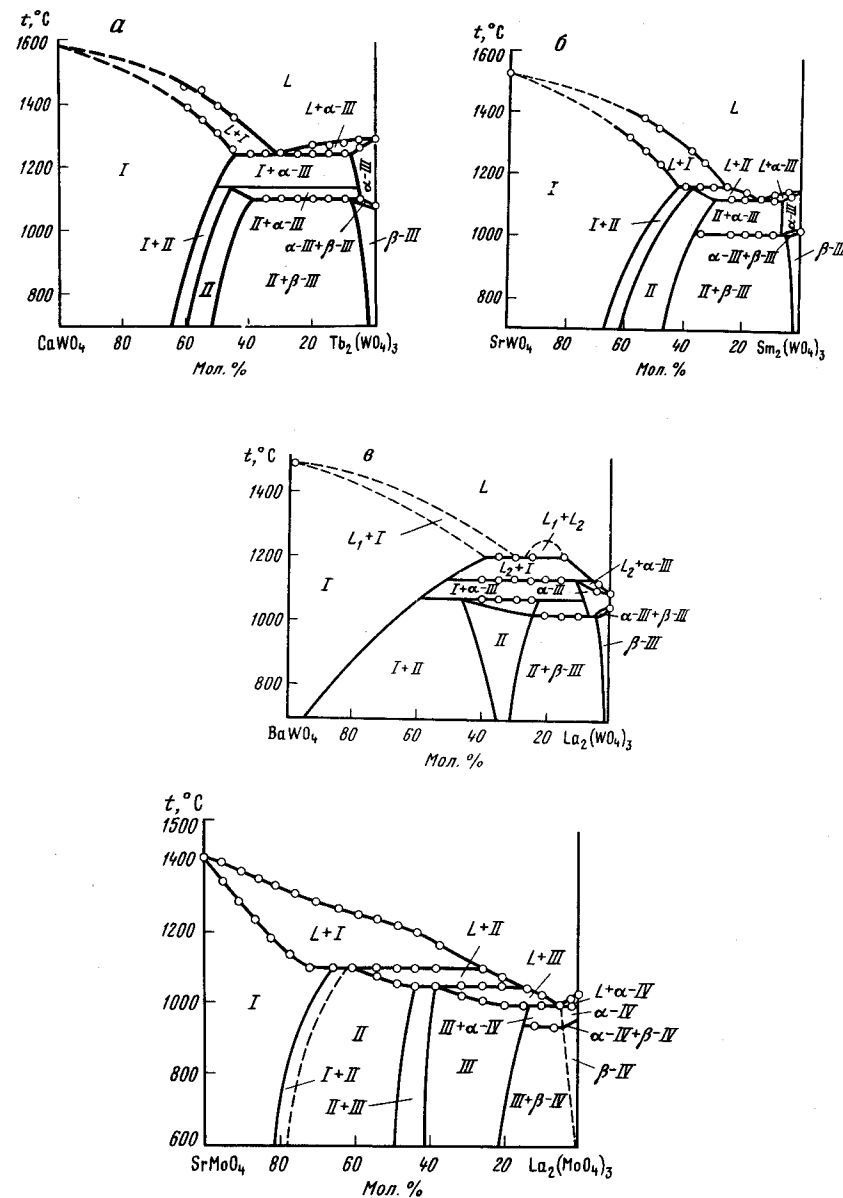 t,°C
а
1600
1400
1200
1000
800
L
L+α-III
L+I
I
I+α-III
α-III
II+α-III
I+II
α-III+β-III
β-III
II
II+β-III
CaWO₄ 80 60 40 20 Tb₂(WO₄)₃
Мол. %
t,°C
б
1600
1400
1200
1000
800
L
L+I
L+II
L+α-III
I
II+α-III
α-III
I+II
α-III+β-III
β-III
II
II+β-III
SrWO₄ 80 60 40 20 Sm₂(WO₄)₃
Мол. %
t,°C
в
1400
1200
1000
800
L
L₁+I
L₁+L₂
L₂+I
L₂+α-III
I
I+α-III
α-III
α-III+β-III
II
β-III
I+II
II+β-III
BaWO₄ 80 60 40 20 La₂(WO₄)₃
Мол. %
t,°C
1500
1400
1200
1000
800
600
L+I
L+II
L+III
L+α-IV
I
α-IV
II
III+α-IV
α-IV+β-IV
III
I+II
β-IV
II+III
III+β-IV
SrMoO₄ 80 60 40 20 La₂(MoO₄)₃
Мол. %